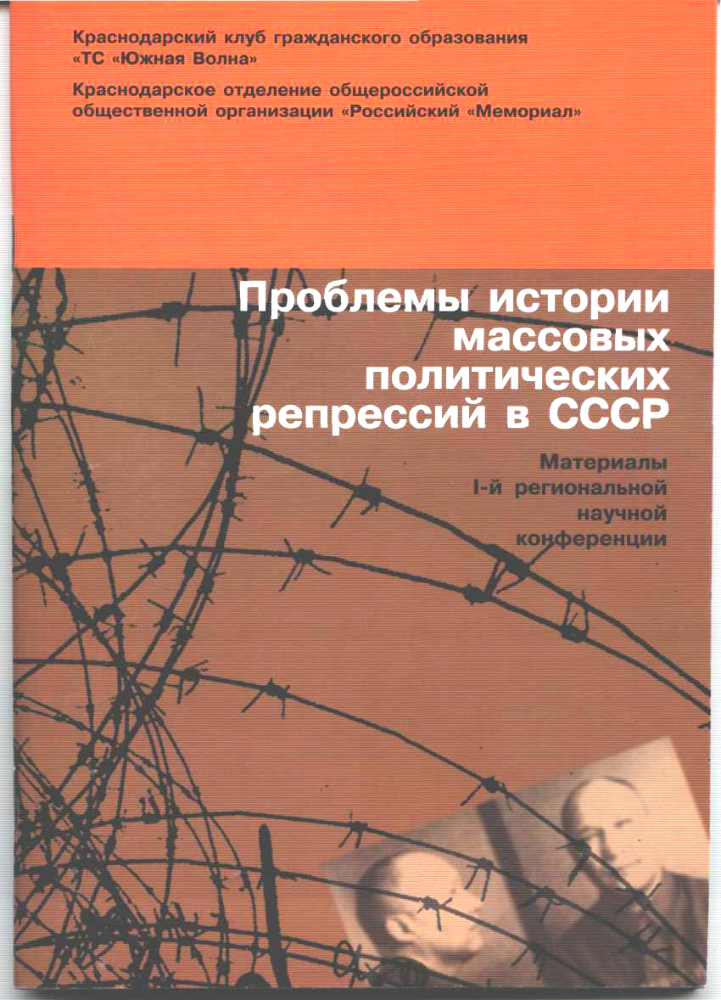 Краснодарский клуб гражданского образования
«ТС «Южная Волна»
Краснодарское отделение общероссийской
общественной организации «Российский «Мемориал»
Проблемы истории
массовых
политических
репрессий в СССР
Материалы
I-й региональной
научной
конференции